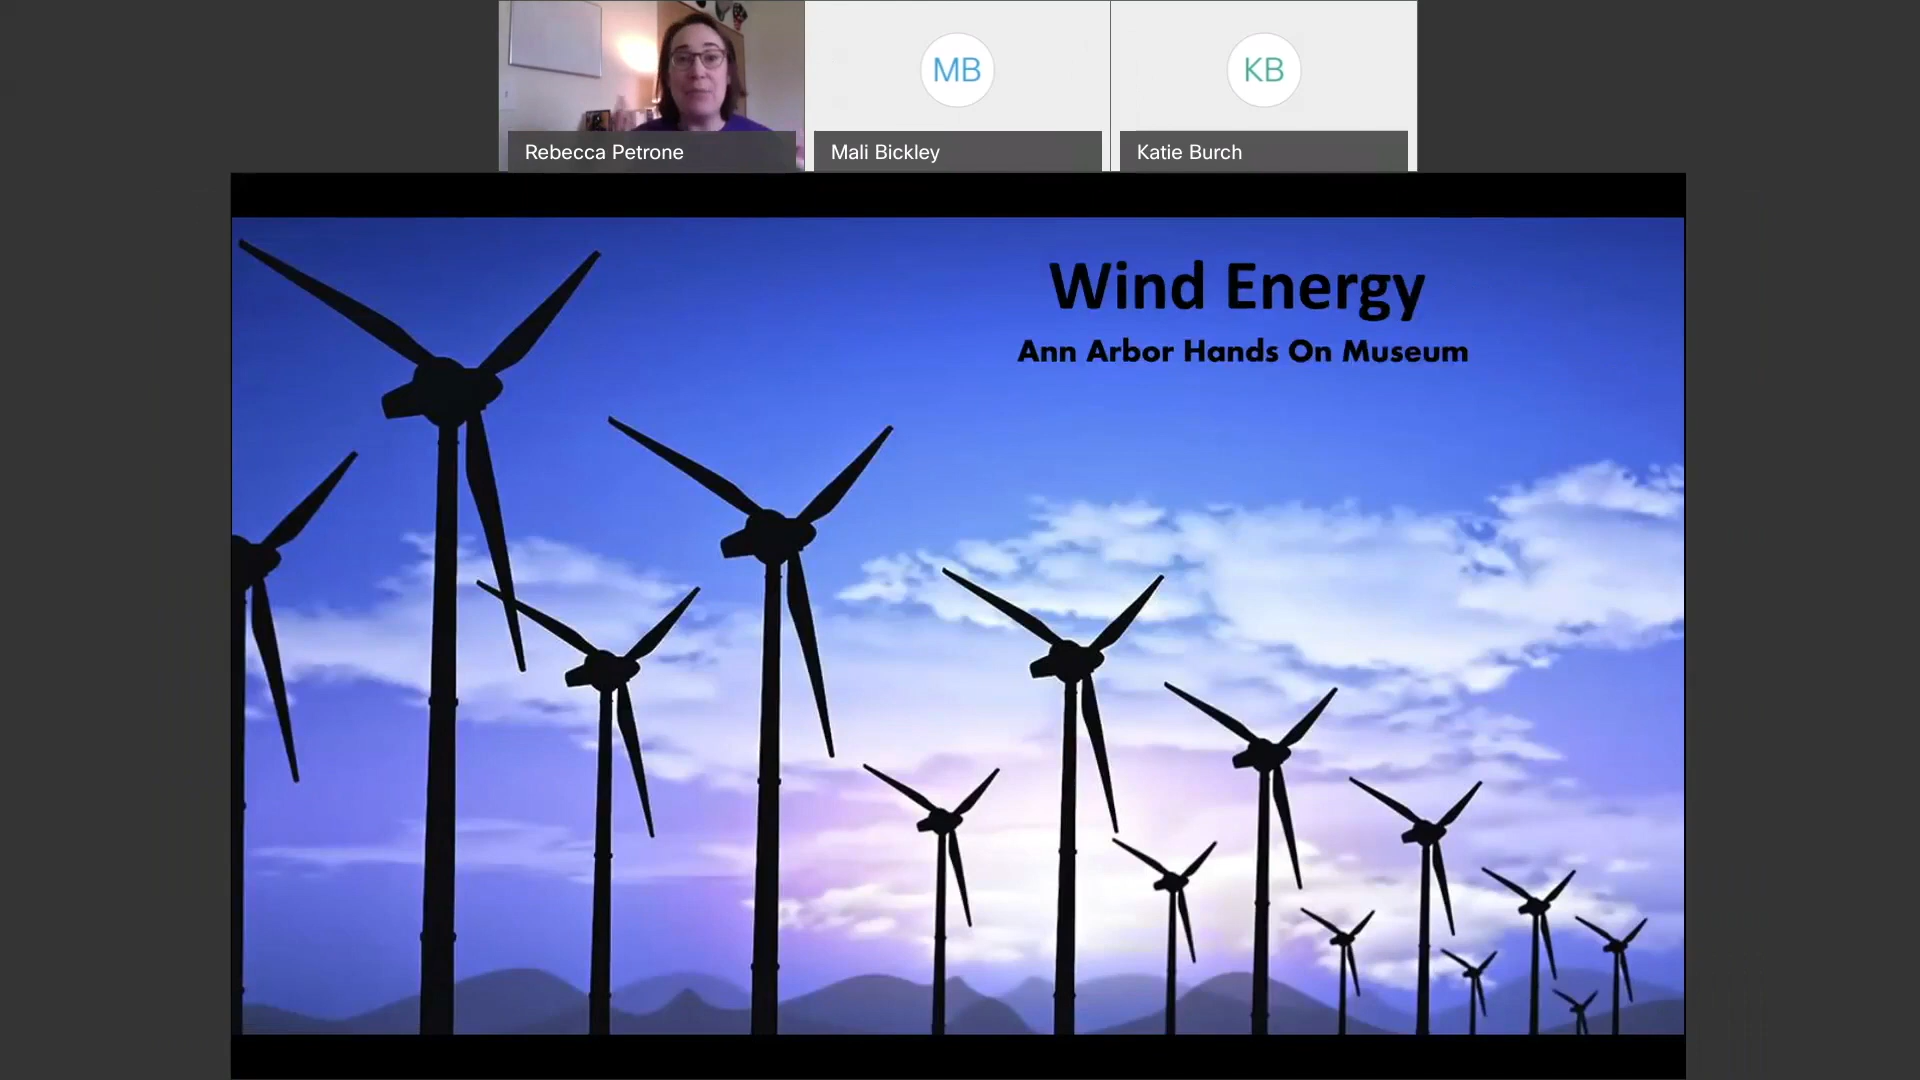 MB
KB
Rebecca Petrone
Mali Bickley
Katie Burch
Wind Energy
Ann Arbor Hands On Museum